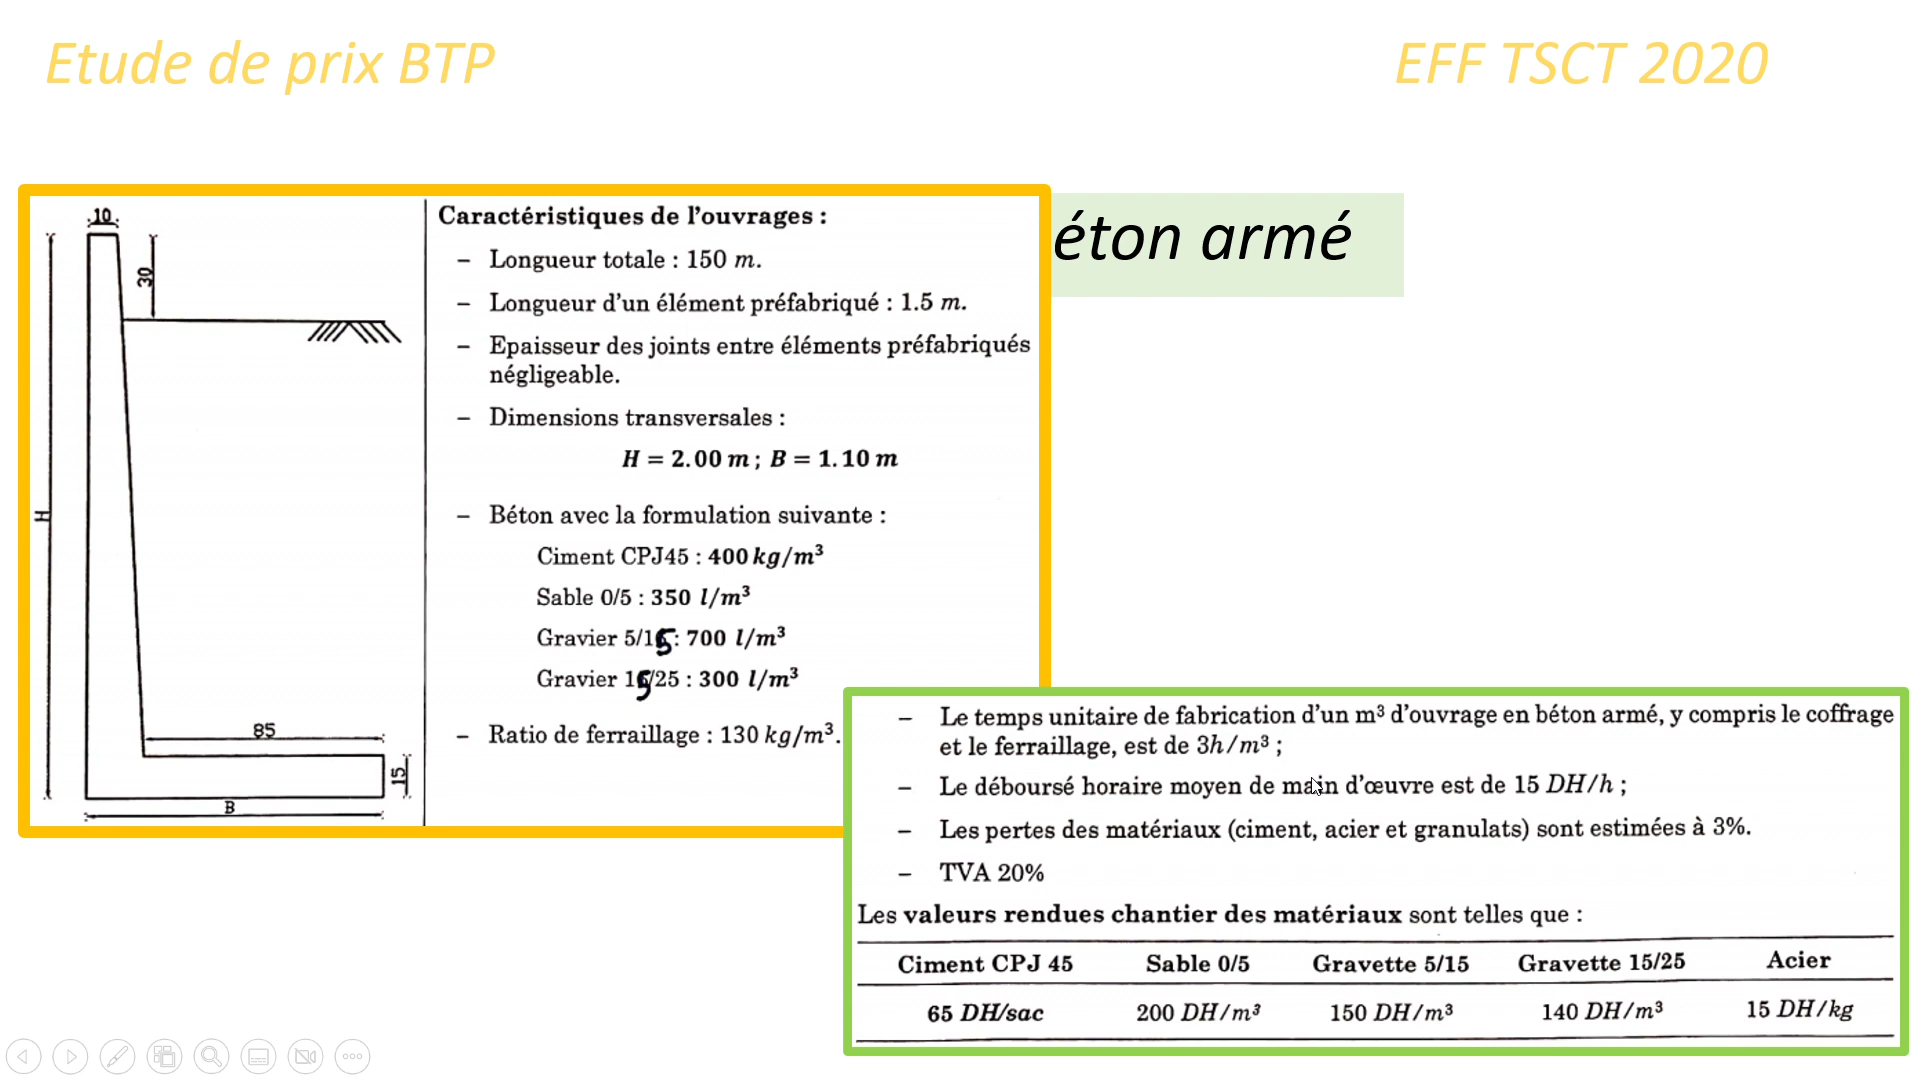 Etude de prix BTP
EFF TSCT 2020
éton armé
10
30
H
85
15
B
Caractéristiques de l'ouvrages :
– Longueur totale : 150 m.
– Longueur d'un élément préfabriqué : 1.5 m.
– Epaisseur des joints entre éléments préfabriqués
négligeable.
– Dimensions transversales :
H = 2.00 m ; B = 1.10 m
– Béton avec la formulation suivante :
Ciment CPJ45 : 400 kg/m³
Sable 0/5 : 350 l/m³
Gravier 5/15 : 700 l/m³
Gravier 15/25 : 300 l/m³
– Ratio de ferraillage : 130 kg/m³.
– Le temps unitaire de fabrication d'un m³ d'ouvrage en béton armé, y compris le coffrage
et le ferraillage, est de 3h/m³ ;
– Le déboursé horaire moyen de main d'œuvre est de 15 DH/h ;
– Les pertes des matériaux (ciment, acier et granulats) sont estimées à 3%.
– TVA 20%
Les valeurs rendues chantier des matériaux sont telles que :
Ciment CPJ 45 Sable 0/5 Gravette 5/15 Gravette 15/25 Acier
65 DH/sac 200 DH/m³ 150 DH/m³ 140 DH/m³ 15 DH/kg